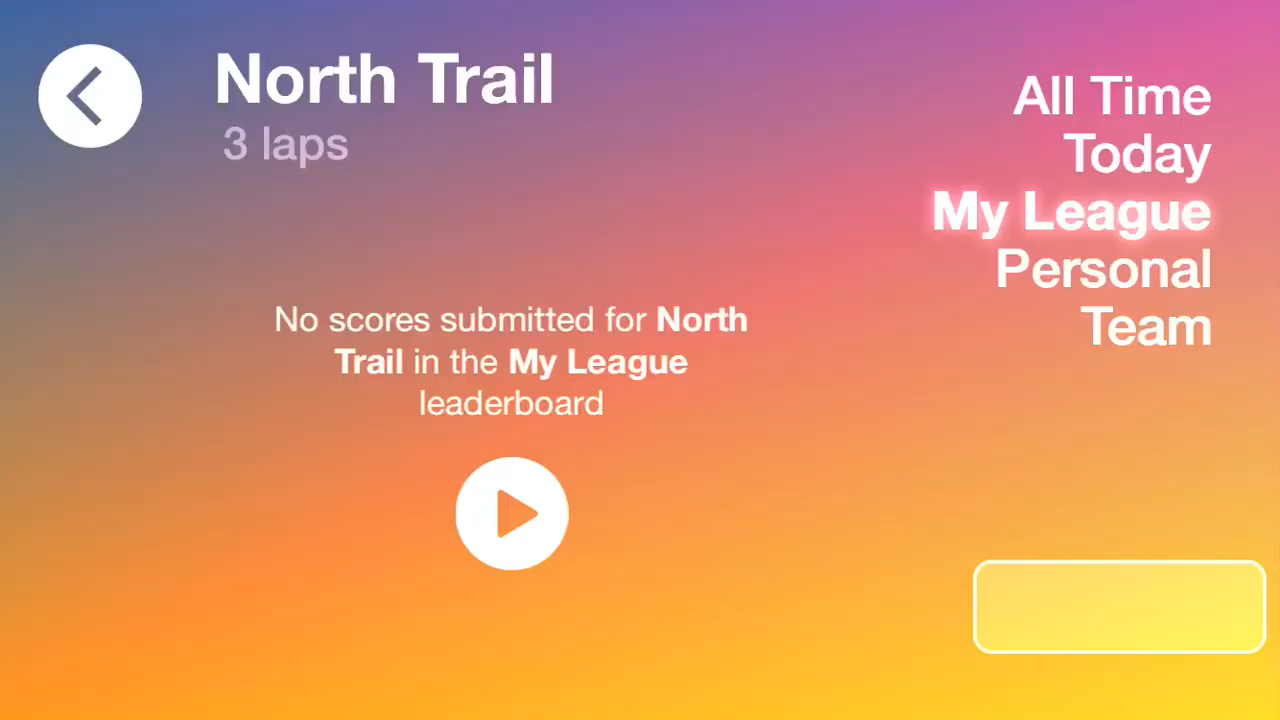 North Trail
3 laps
All Time
Today
My League
Personal
Team
No scores submitted for North
Trail in the My League
leaderboard